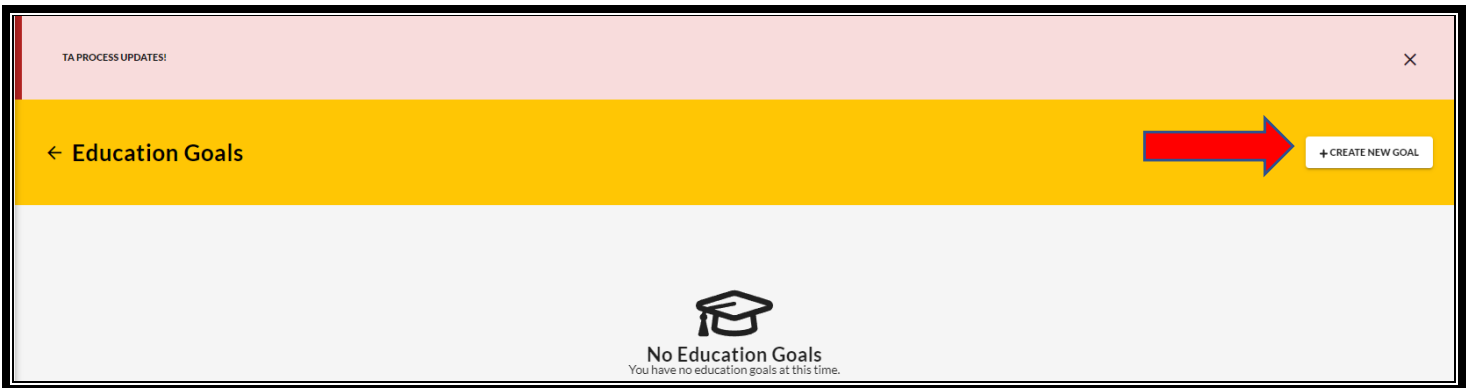 TA PROCESS UPDATES!
← Education Goals
+ CREATE NEW GOAL
No Education Goals
You have no education goals at this time.